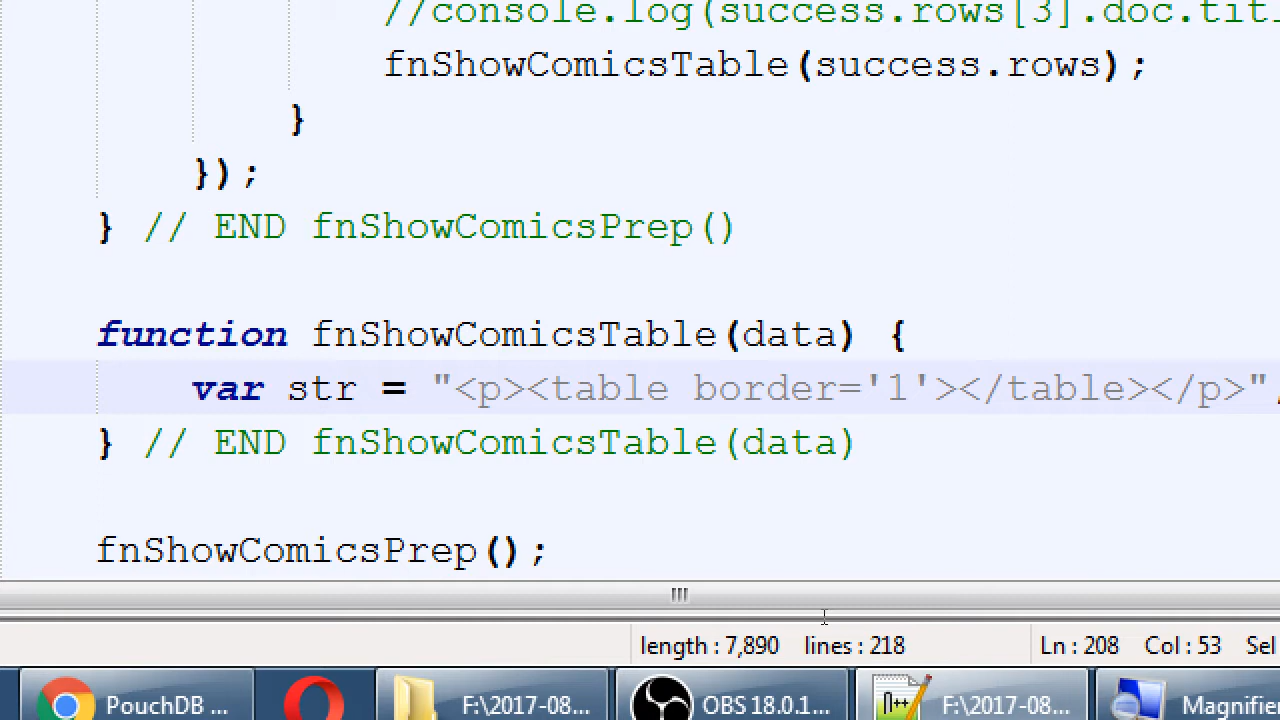 //console.log(success.rows[3].doc.titl
fnShowComicsTable(success.rows);
}
});
} // END fnShowComicsPrep()
function fnShowComicsTable(data) {
var str = "<p><table border='1'></table></p>"
} // END fnShowComicsTable(data)
fnShowComicsPrep();
length : 7,890 lines : 218 Ln : 208 Col : 53 Sel
PouchDB ... F:\2017-08... OBS 18.0.1... F:\2017-08... Magnifie